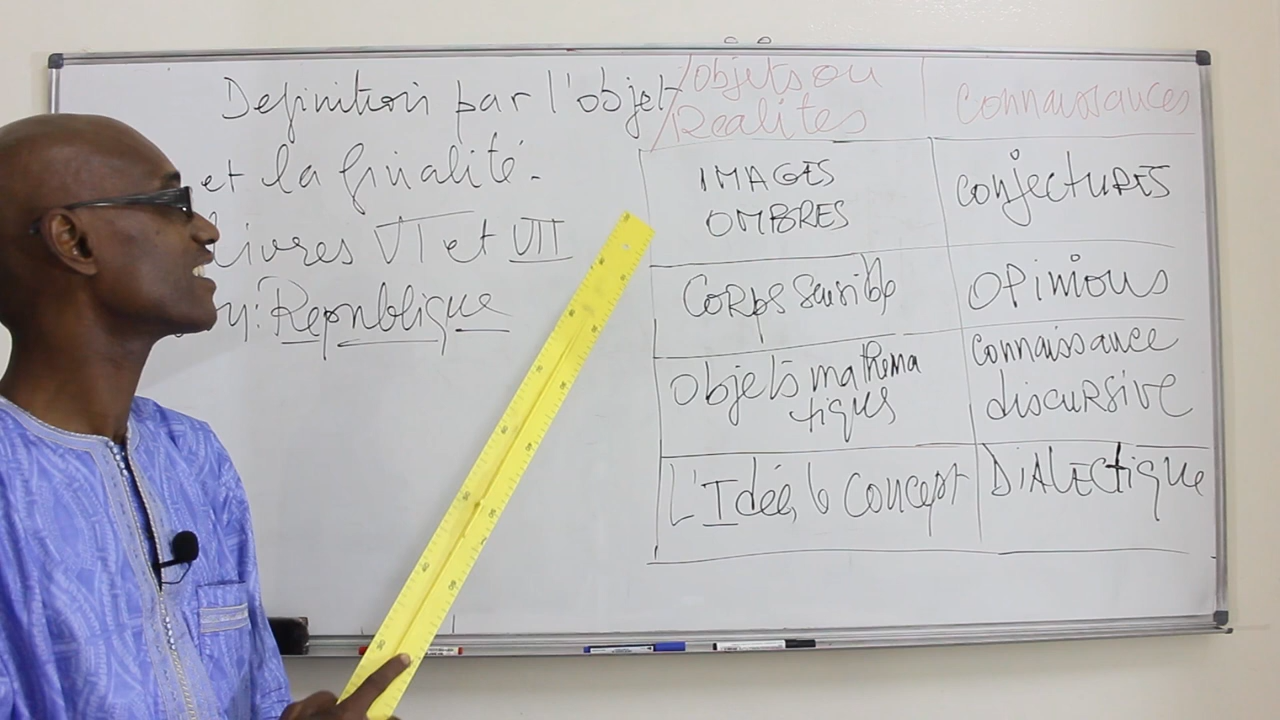 Definition par l'objet
et la finalité.
Livres VI et VII
République
Objets ou
Realites
Connaissances
IMAGES
OMBRES
conjectures
Corps sensible
Opinions
Objets mathema
tiques
connaissance
discursive
L'Idée, le Concept
DIALECtique